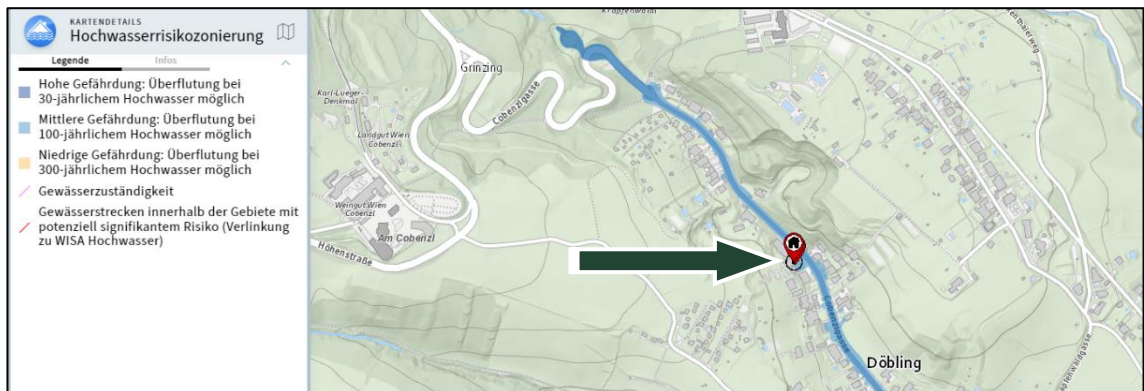 KARTENDETAILS
Hochwasserrisikozonierung
Legende
Infos
Hohe Gefährdung: Überflutung bei
30-jährlichem Hochwasser möglich
Mittlere Gefährdung: Überflutung bei
100-jährlichem Hochwasser möglich
Niedrige Gefährdung: Überflutung bei
300-jährlichem Hochwasser möglich
Gewässerzuständigkeit
Gewässerstrecken innerhalb der Gebiete mit
potenziell signifikantem Risiko (Verlinkung
zu WISA Hochwasser)
Krapfenwaldl
Grinzing
Karl-Lueger-
Denkmal
Cobenzlgasse
Landgut Wien
Cobenzl
Weingut Wien
Cobenzl
Am Cobenzl
Höhenstraße
Cobenzlgasse
Döbling